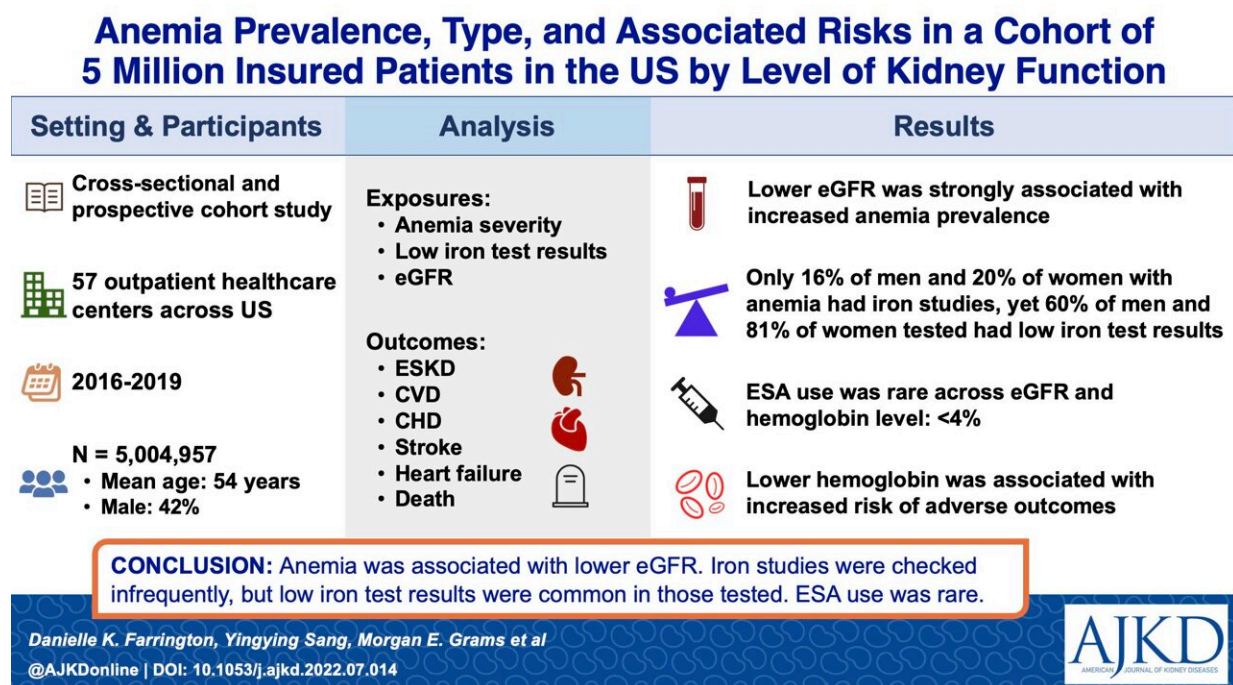 Anemia Prevalence, Type, and Associated Risks in a Cohort of
5 Million Insured Patients in the US by Level of Kidney Function
Setting & Participants
Cross-sectional and
prospective cohort study
57 outpatient healthcare
centers across US
2016-2019
N = 5,004,957
• Mean age: 54 years
• Male: 42%
Analysis
Exposures:
• Anemia severity
• Low iron test results
• eGFR
Outcomes:
• ESKD
• CVD
• CHD
• Stroke
• Heart failure
• Death
Results
Lower eGFR was strongly associated with
increased anemia prevalence
Only 16% of men and 20% of women with
anemia had iron studies, yet 60% of men and
81% of women tested had low iron test results
ESA use was rare across eGFR and
hemoglobin level: <4%
Lower hemoglobin was associated with
increased risk of adverse outcomes
CONCLUSION: Anemia was associated with lower eGFR. Iron studies were checked
infrequently, but low iron test results were common in those tested. ESA use was rare.
Danielle K. Farrington, Yingying Sang, Morgan E. Grams et al
@AJKDonline | DOI: 10.1053/j.ajkd.2022.07.014
AJKD
AMERICAN JOURNAL OF KIDNEY DISEASES